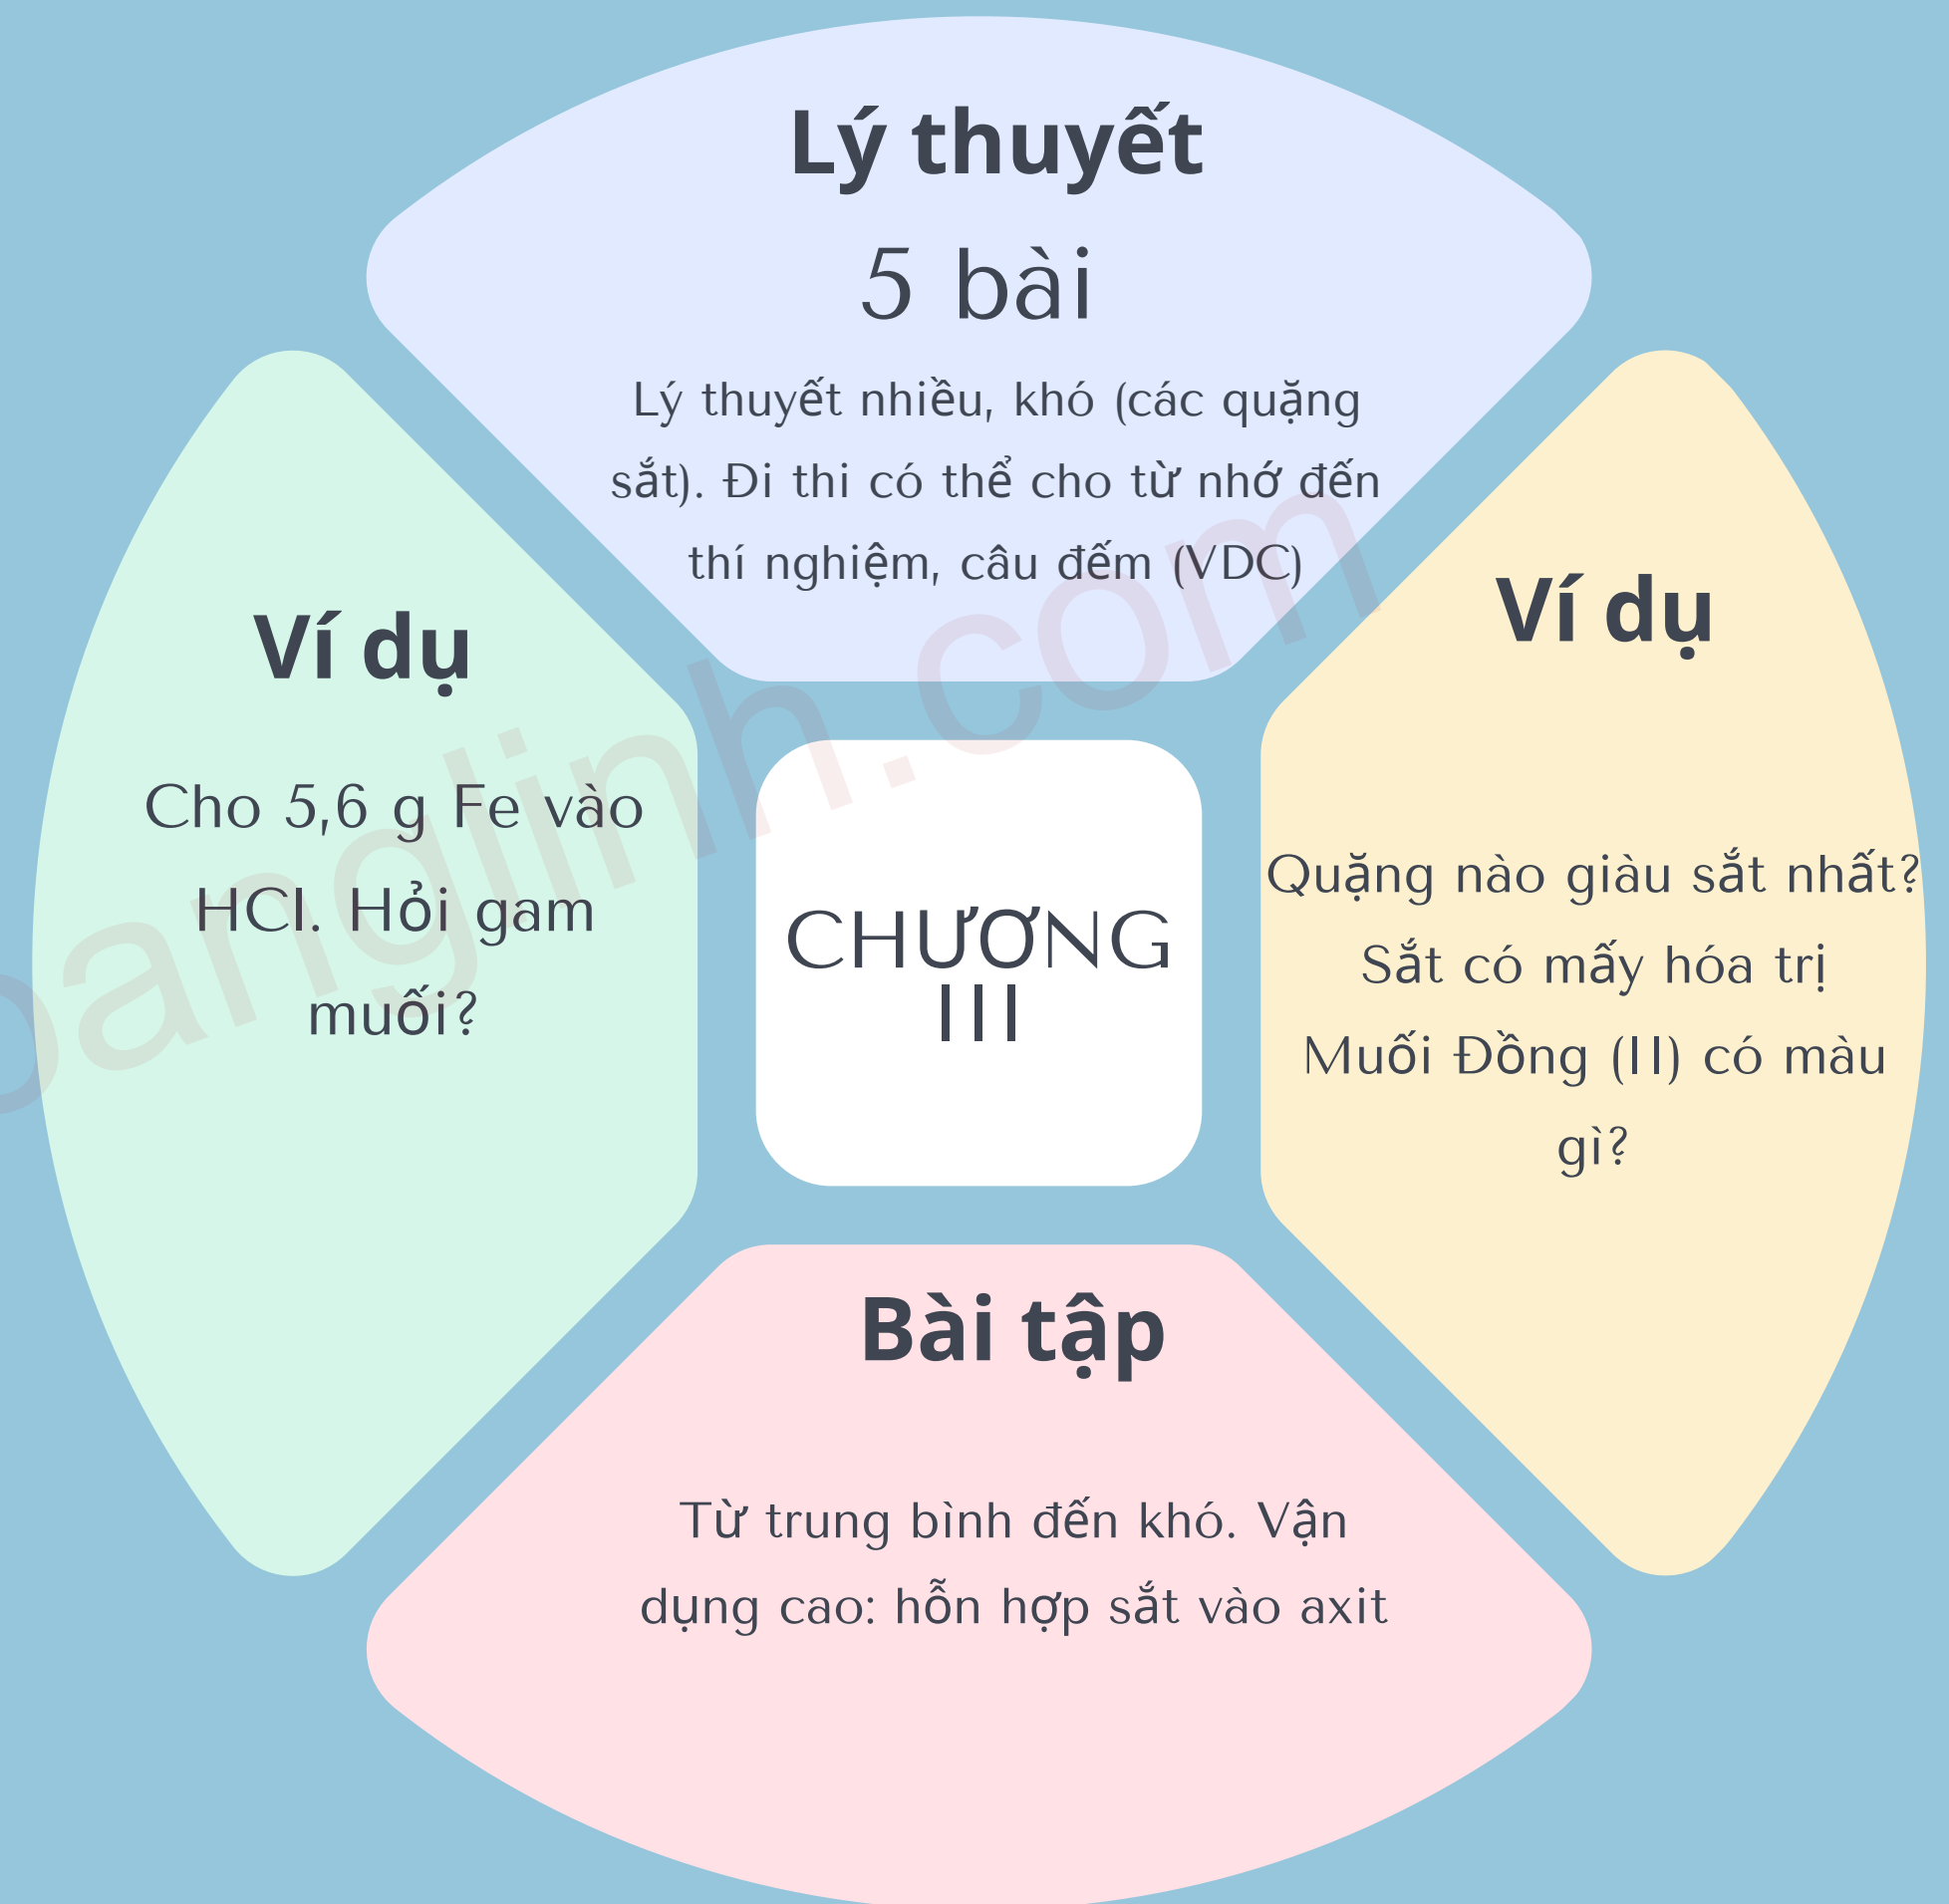 Lý thuyết
5 bài
Lý thuyết nhiều, khó (các quặng
sắt). Đi thi có thể cho từ nhớ đến
thí nghiệm, câu đếm (VDC)
Ví dụ
Cho 5,6 g Fe vào
HCl. Hỏi gam
muối?
CHƯƠNG
III
Ví dụ
Quặng nào giàu sắt nhất?
Sắt có mấy hóa trị
Muối Đồng (II) có màu
gì?
Bài tập
Từ trung bình đến khó. Vận
dụng cao: hỗn hợp sắt vào axit